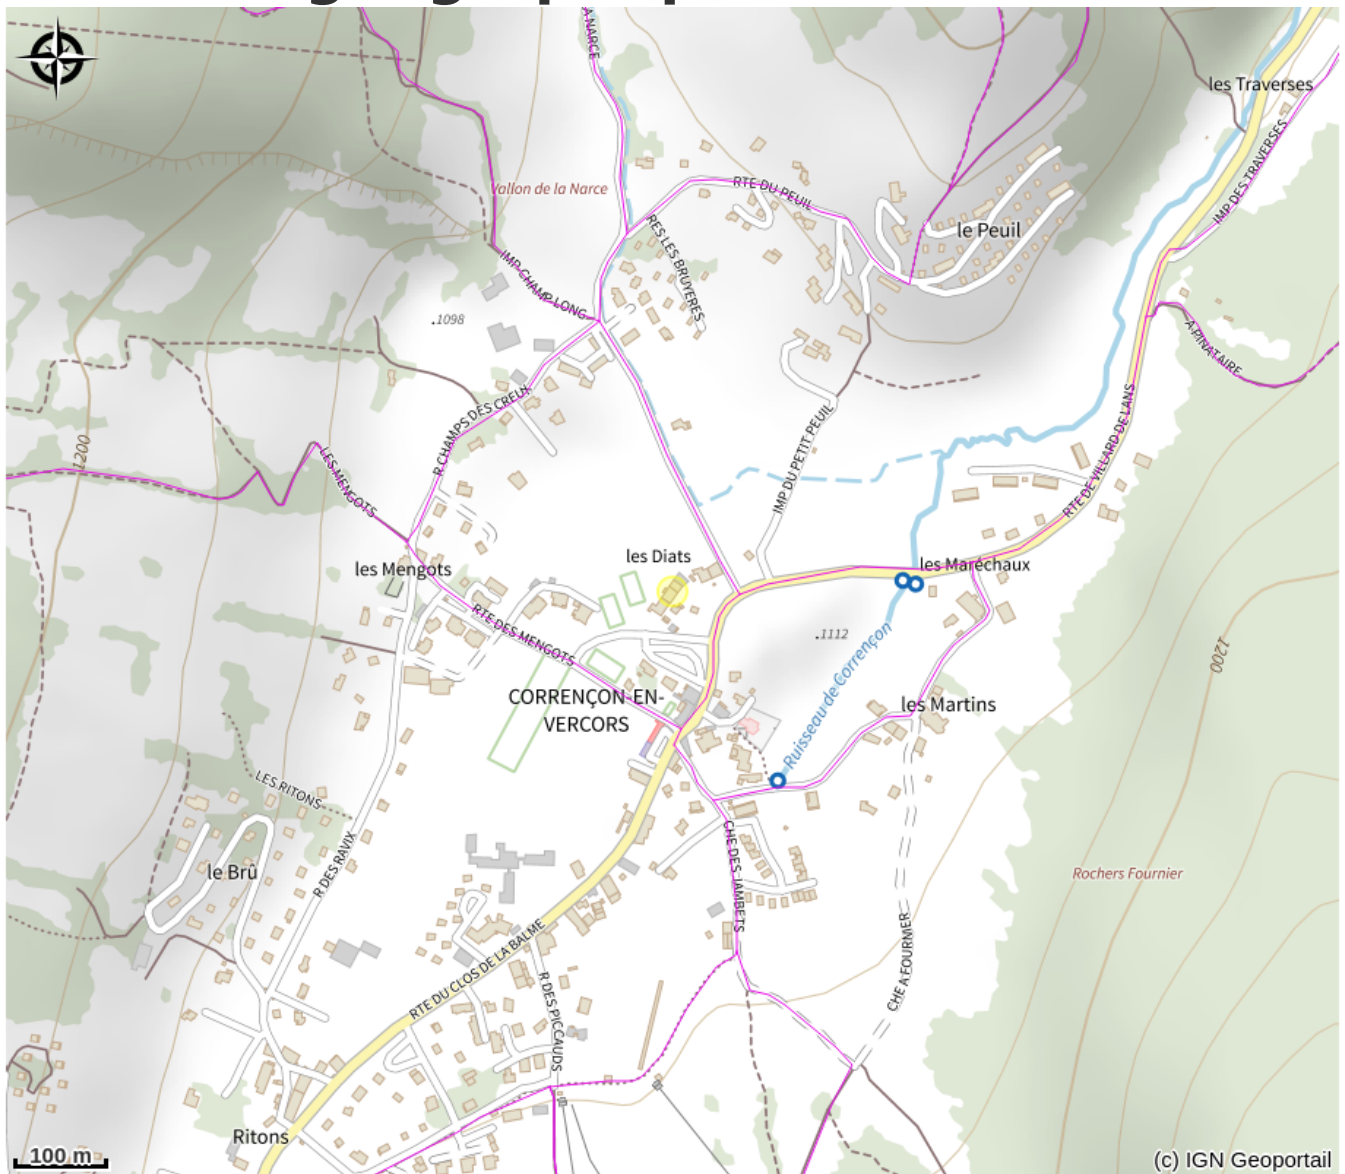 A NARCE
les Traverses
Vallon de la Narce
RTE DU PEUIL
IMP DES TRAVERSES
le Peuil
RES LES BRUYERES
IMP CHAMP LONG
.1098
A PINATAIRE
R CHAMPS DES CREUX
1200
LES MENGOTS
IMP DU PETIT PEUIL
RTE DE VILLARD DE LANS
les Diats
les Mengots
les Maréchaux
RTE DES MENGOTS
.1112
1200
Ruisseau de Corrençon
CORRENÇON-EN-
VERCORS
les Martins
LES RITONS
le Brû
R DES RAVIX
CHE DES JAMBETS
Rochers Fournier
RTE DU CLOS DE LA BALME
CHE A FOURNIER
R DES PICCAUDS
Ritons
100 m
(c) IGN Geoportail